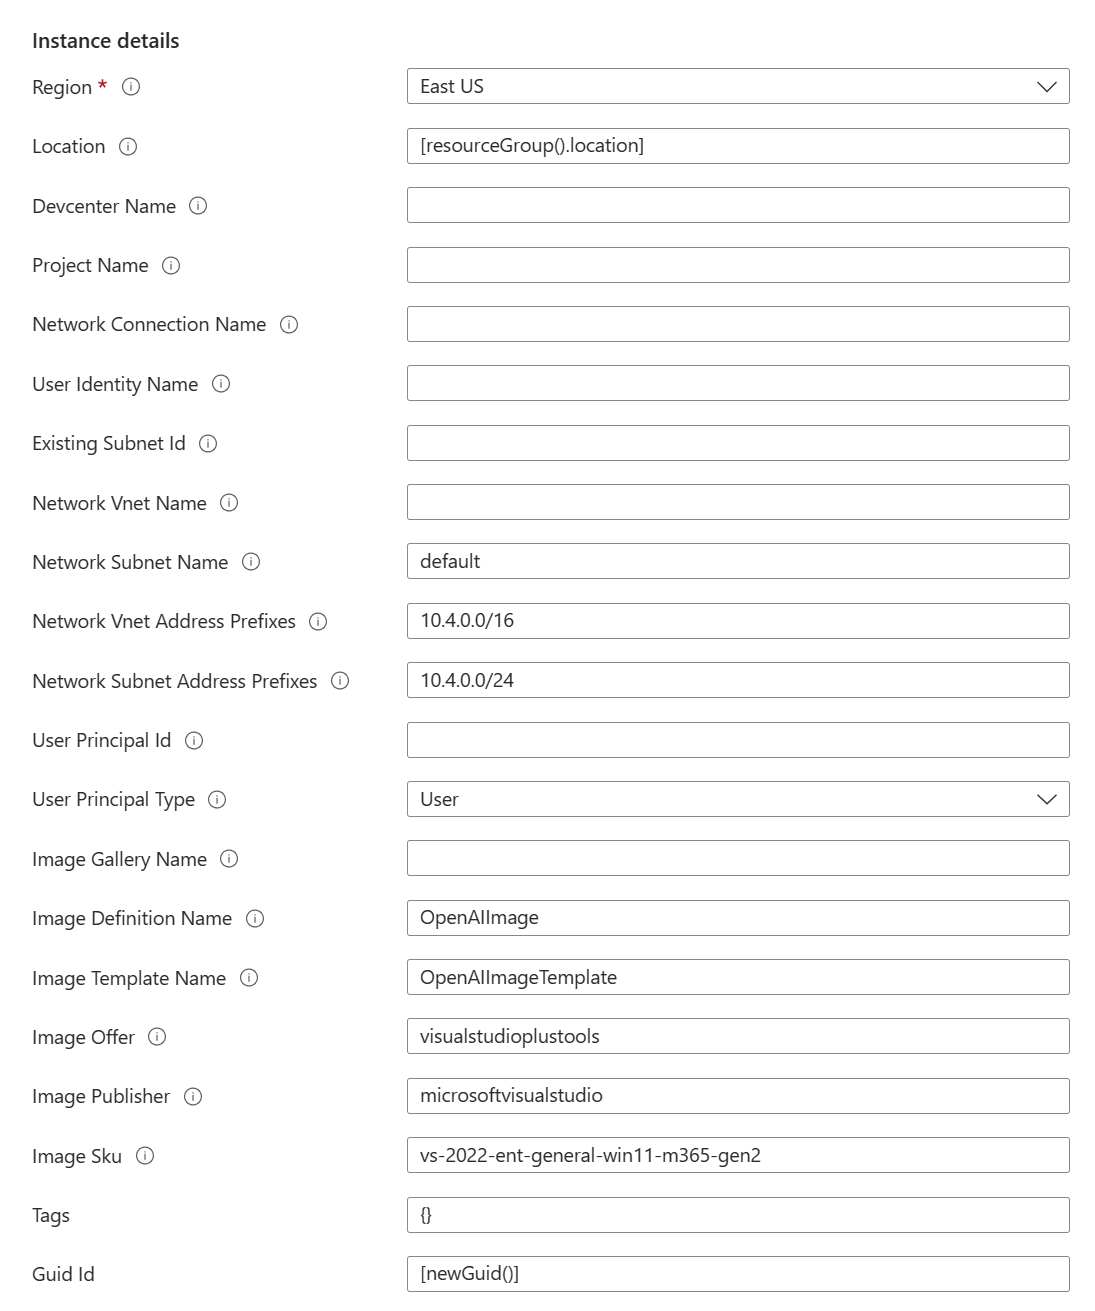 Instance details
Region * East US
Location [resourceGroup().location]
Devcenter Name
Project Name
Network Connection Name
User Identity Name
Existing Subnet Id
Network Vnet Name
Network Subnet Name default
Network Vnet Address Prefixes 10.4.0.0/16
Network Subnet Address Prefixes 10.4.0.0/24
User Principal Id
User Principal Type User
Image Gallery Name
Image Definition Name OpenAIImage
Image Template Name OpenAIImageTemplate
Image Offer visualstudioplustools
Image Publisher microsoftvisualstudio
Image Sku vs-2022-ent-general-win11-m365-gen2
Tags {}
Guid Id [newGuid()]